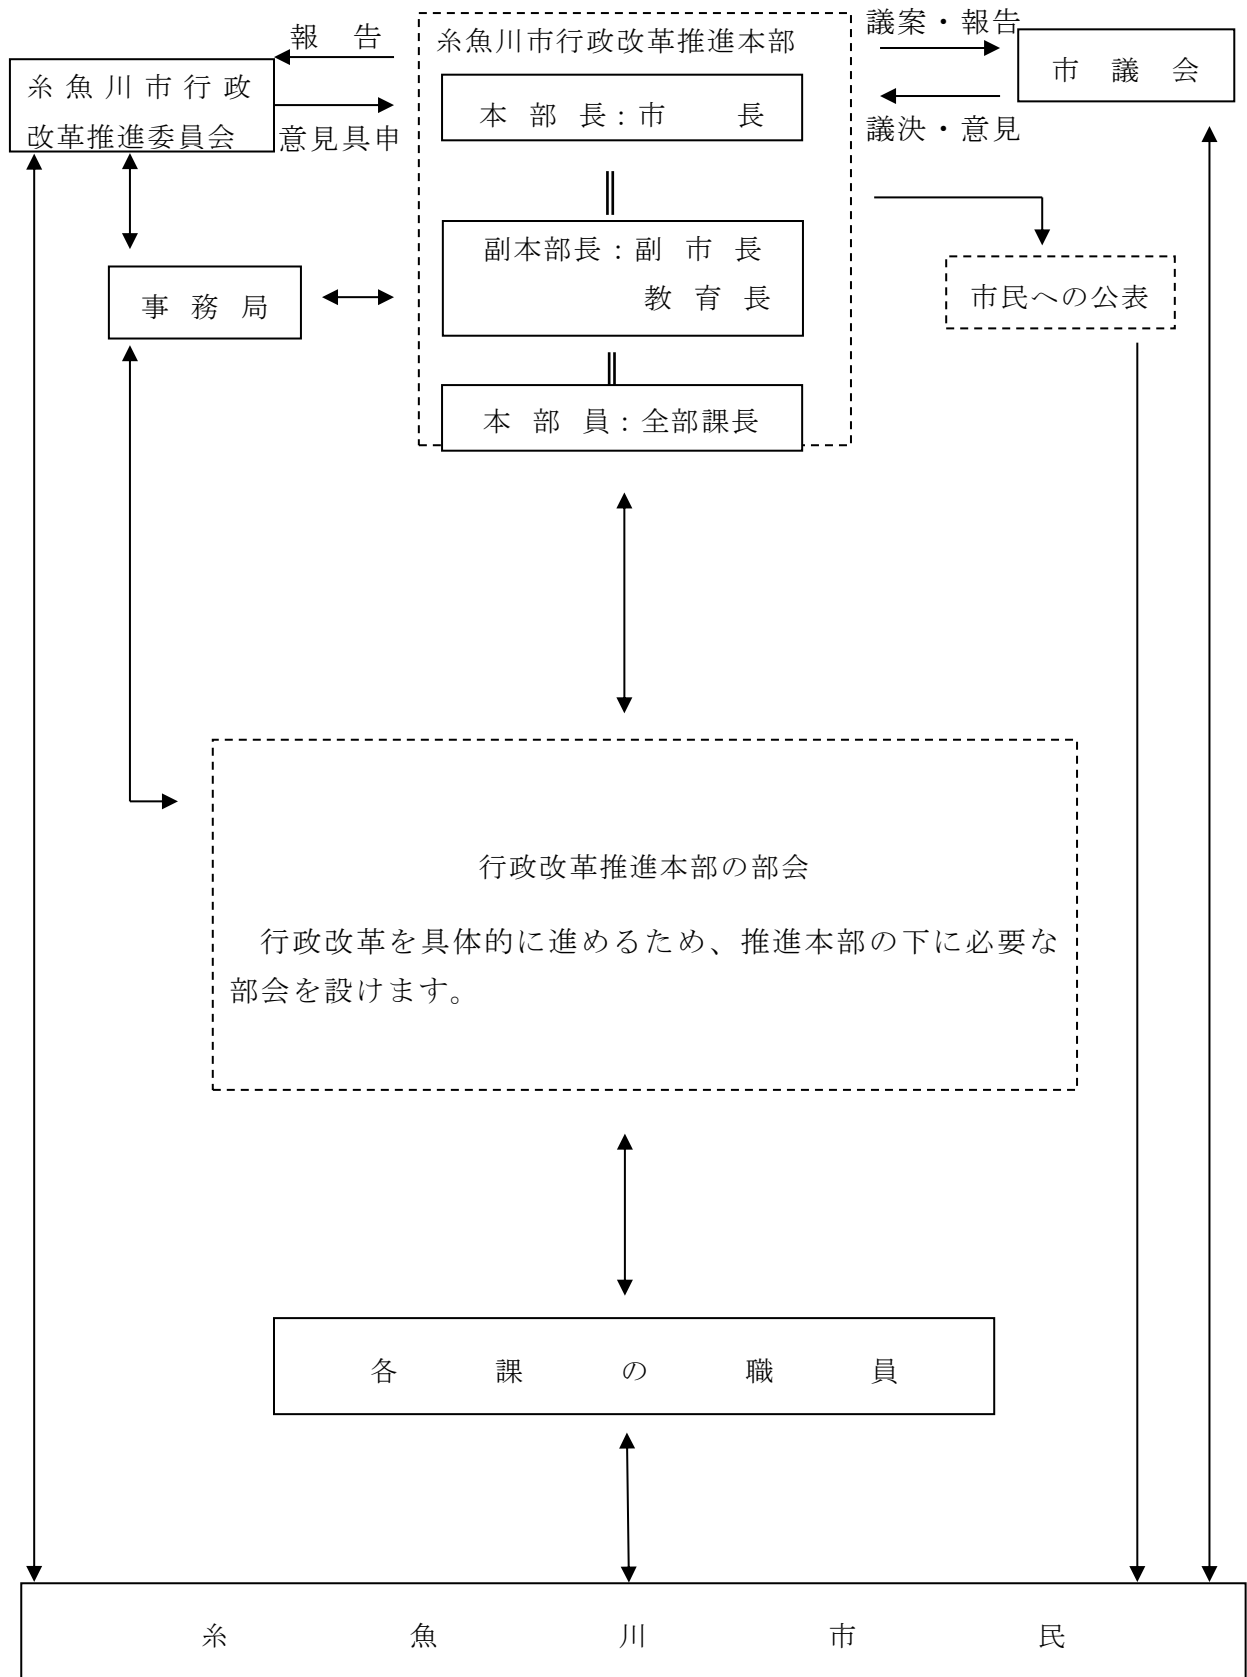 報　告
糸魚川市行政改革推進本部
議案・報告
糸魚川市行政
改革推進委員会
意見具申
本部長：市　　長
市議会
議決・意見
副本部長：副市長
教育長
事務局
市民への公表
本部員：全部課長
行政改革推進本部の部会
行政改革を具体的に進めるため、推進本部の下に必要な
部会を設けます。
各課の職員
糸魚川市民